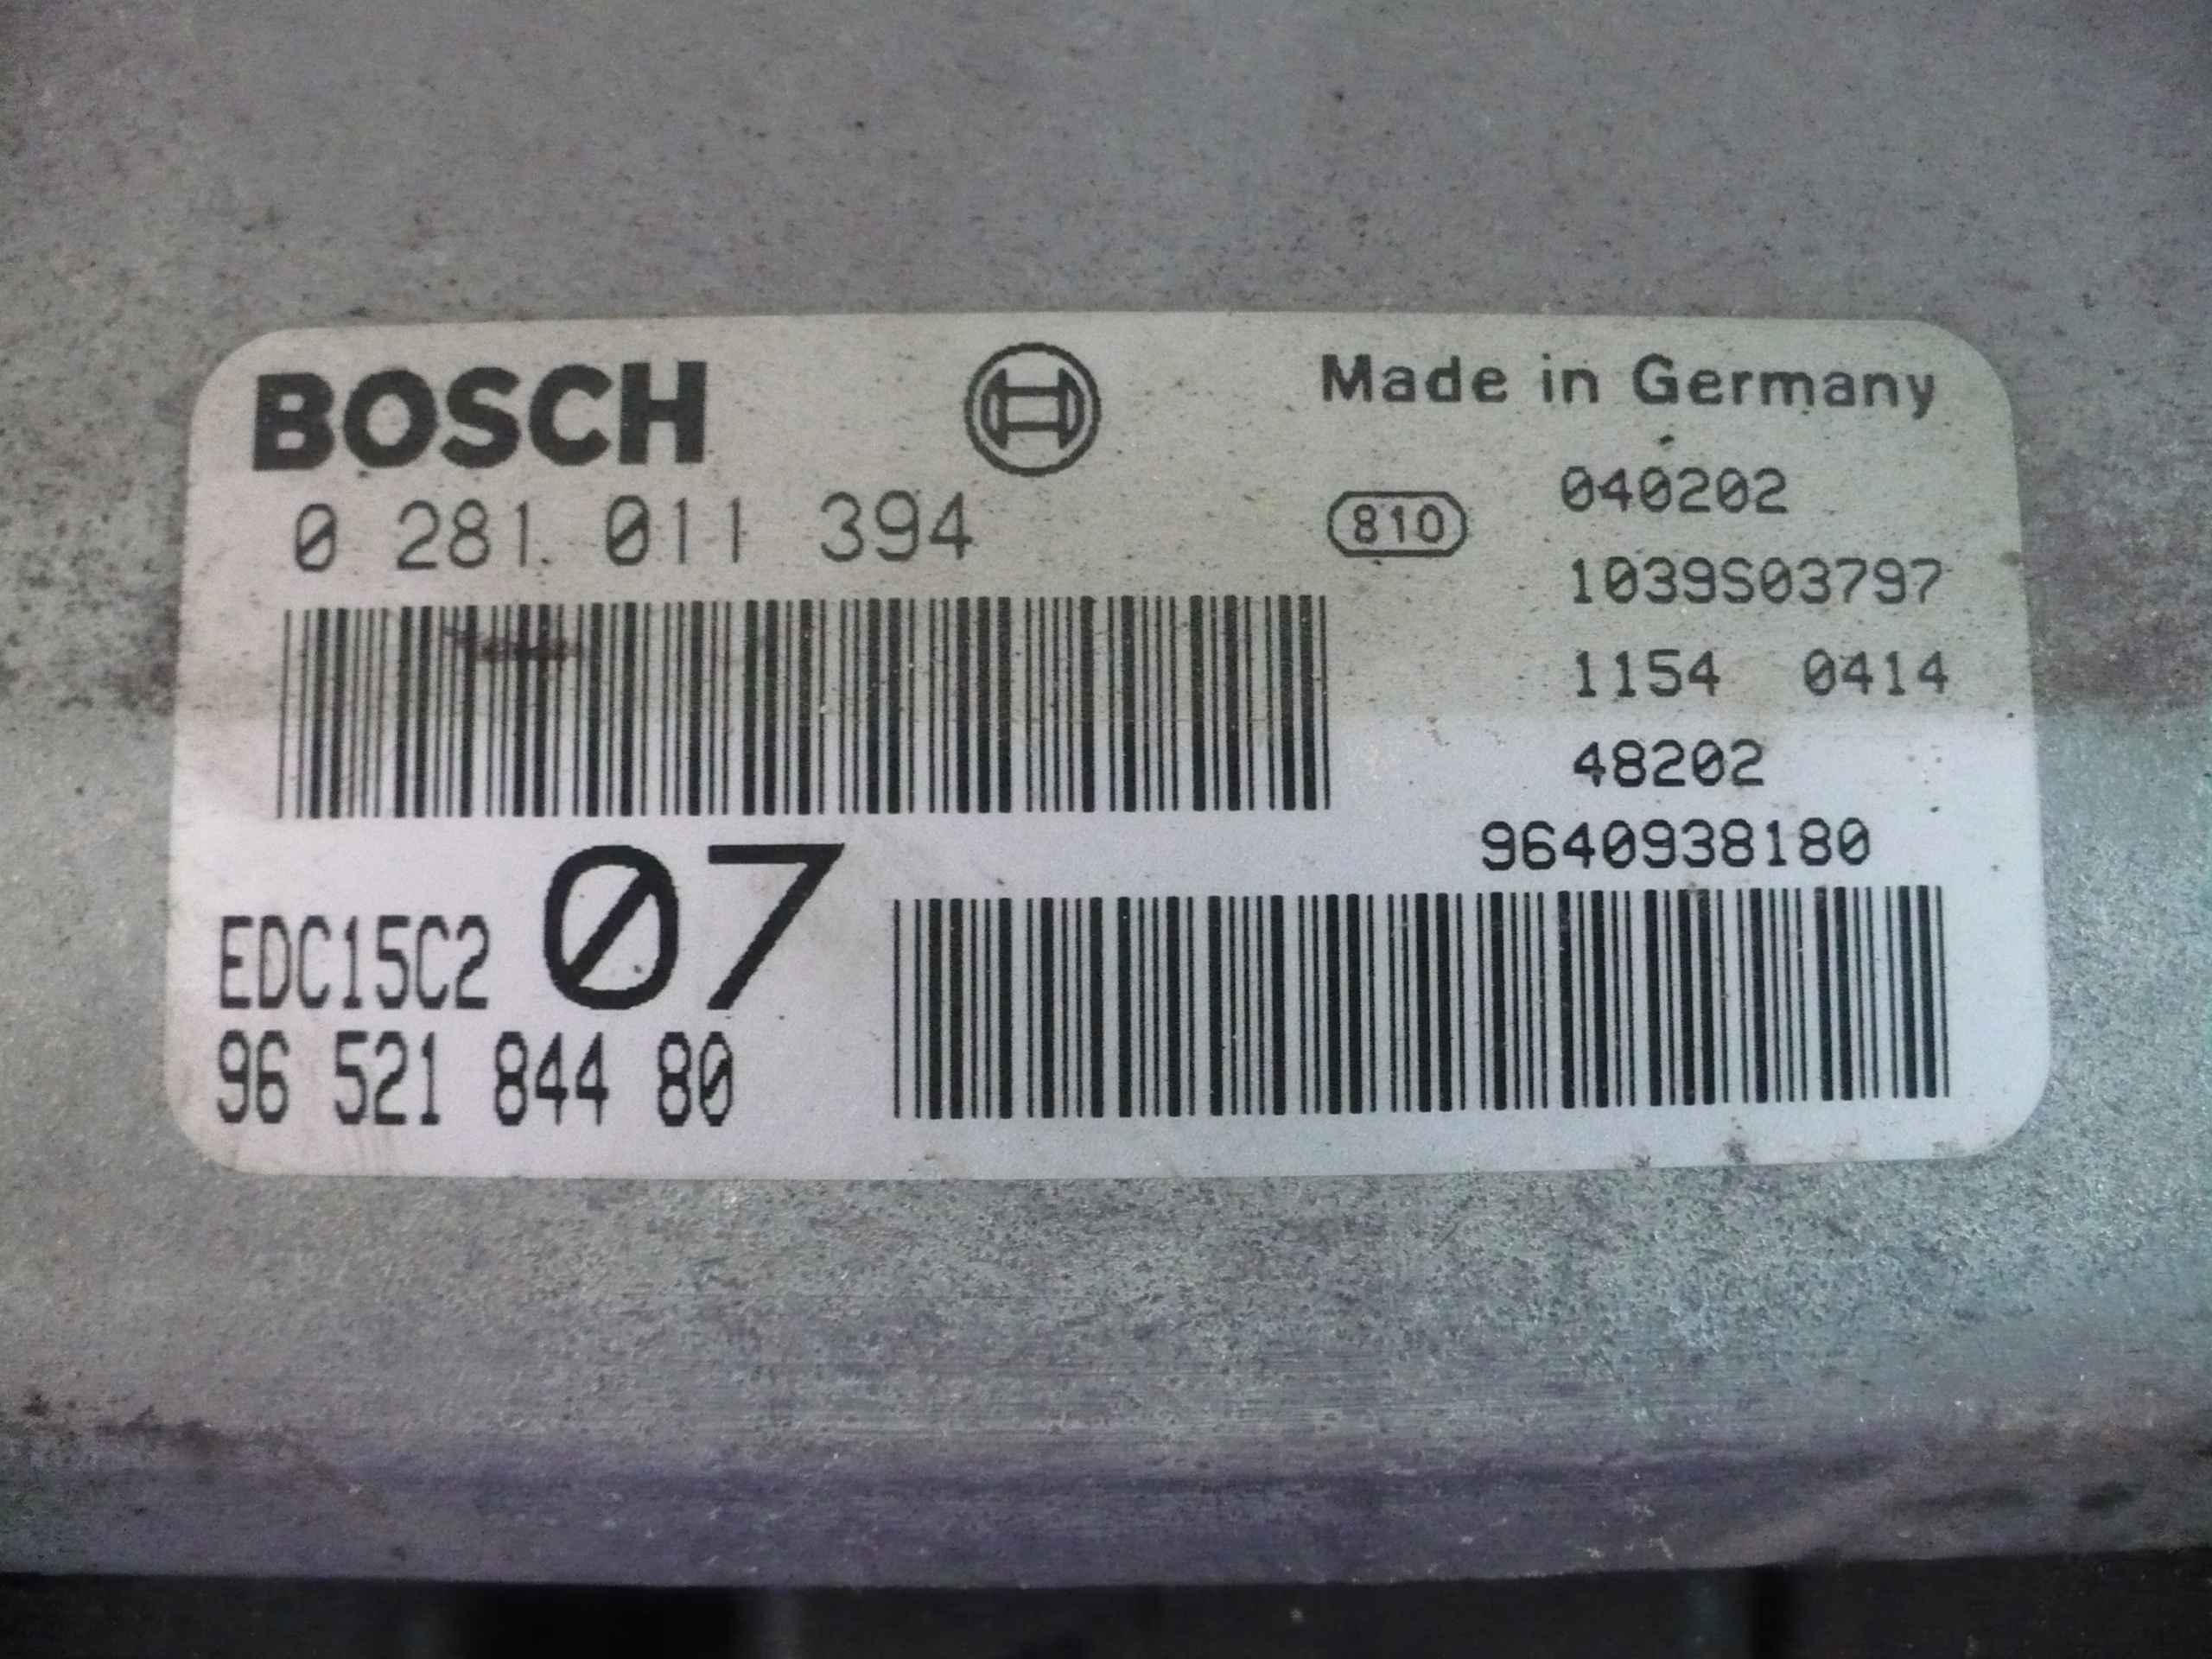 BOSCH
Made in Germany
0 281 011 394
810
040202
1039S03797
1154 0414
48202
9640938180
EDC15C2 07
96 521 844 80